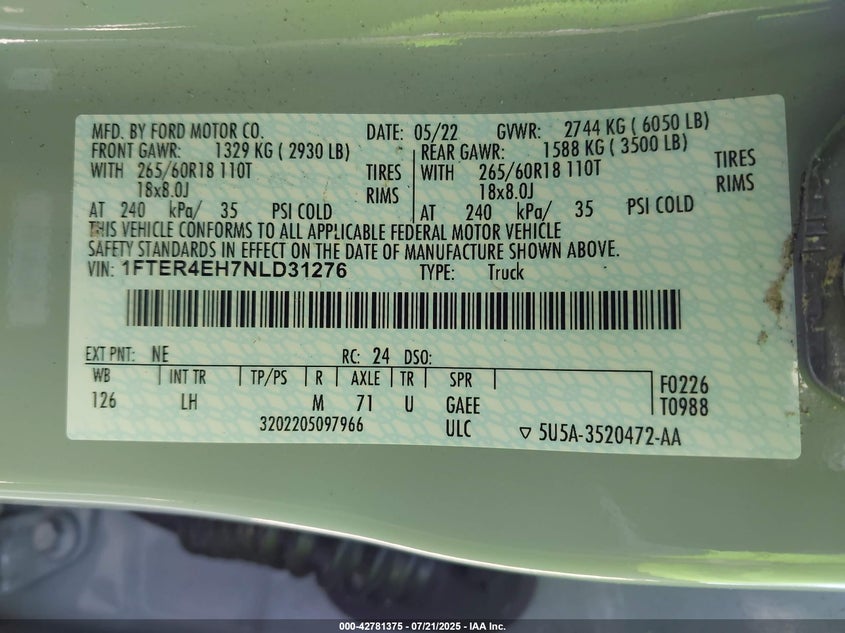 MFD. BY FORD MOTOR CO. DATE: 05/22 GVWR: 2744 KG ( 6050 LB)
FRONT GAWR: 1329 KG ( 2930 LB) REAR GAWR: 1588 KG ( 3500 LB)
WITH 265/60R18 110T TIRES WITH 265/60R18 110T TIRES
18x8.0J RIMS 18x8.0J RIMS
AT 240 kPa/ 35 PSI COLD AT 240 kPa/ 35 PSI COLD
THIS VEHICLE CONFORMS TO ALL APPLICABLE FEDERAL MOTOR VEHICLE
SAFETY STANDARDS IN EFFECT ON THE DATE OF MANUFACTURE SHOWN ABOVE.
VIN: 1FTER4EH7NLD31276 TYPE: Truck
EXT PNT: NE RC: 24 DSO:
WB INT TR TP/PS R AXLE TR SPR F0226
126 LH M 71 U GAEE T0988
3202205097966 ULC ▽ 5U5A-3520472-AA
000-42781375 - 07/21/2025 - IAA Inc.